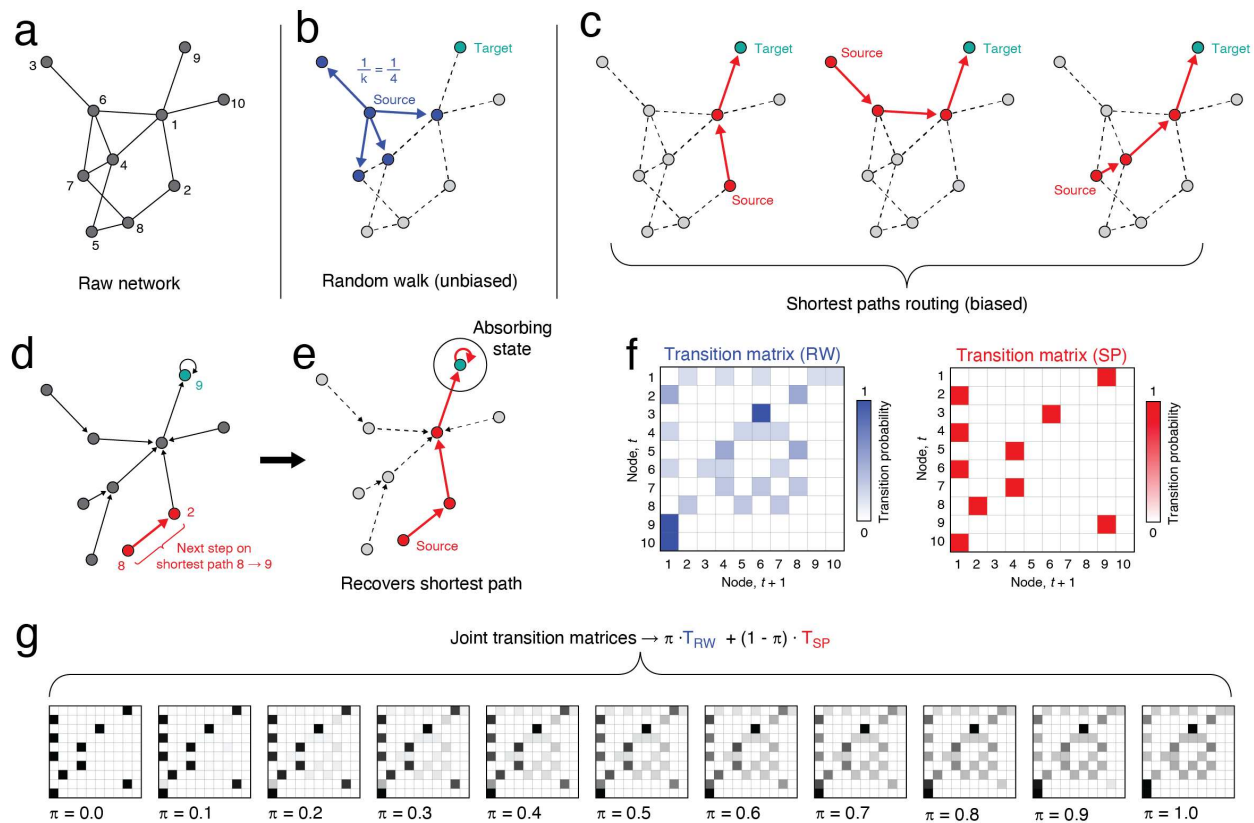 a
3
9
6
10
1
4
7
2
8
5
Raw network
b
Target
1/k = 1/4
Source
Random walk (unbiased)
c
Target
Source
Source
Target
Target
Source
Shortest paths routing (biased)
d
9
2
8
Next step on
shortest path 8 → 9
e
Absorbing
state
Source
Recovers shortest path
f
Transition matrix (RW)
Node, t
1
2
3
4
5
6
7
8
9
10
1 2 3 4 5 6 7 8 9 10
Node, t + 1
1
0
Transition probability
Transition matrix (SP)
Node, t
1
2
3
4
5
6
7
8
9
10
1 2 3 4 5 6 7 8 9 10
Node, t + 1
1
0
Transition probability
g
Joint transition matrices → π · T_RW + (1 - π) · T_SP
π = 0.0
π = 0.1
π = 0.2
π = 0.3
π = 0.4
π = 0.5
π = 0.6
π = 0.7
π = 0.8
π = 0.9
π = 1.0